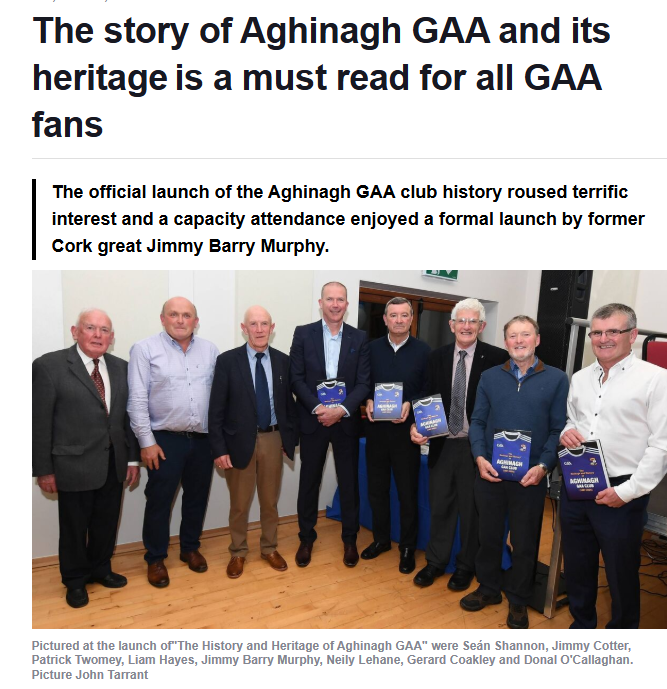 The story of Aghinagh GAA and its
heritage is a must read for all GAA
fans
The official launch of the Aghinagh GAA club history roused terrific
interest and a capacity attendance enjoyed a formal launch by former
Cork great Jimmy Barry Murphy.
AGHINAGH
AGHINAGH
GAA CLUB
AGHINAGH
GAA CLUB
AGHINAGH
GAA CLUB
Pictured at the launch of"The History and Heritage of Aghinagh GAA" were Seán Shannon, Jimmy Cotter,
Patrick Twomey, Liam Hayes, Jimmy Barry Murphy, Neily Lehane, Gerard Coakley and Donal O'Callaghan.
Picture John Tarrant